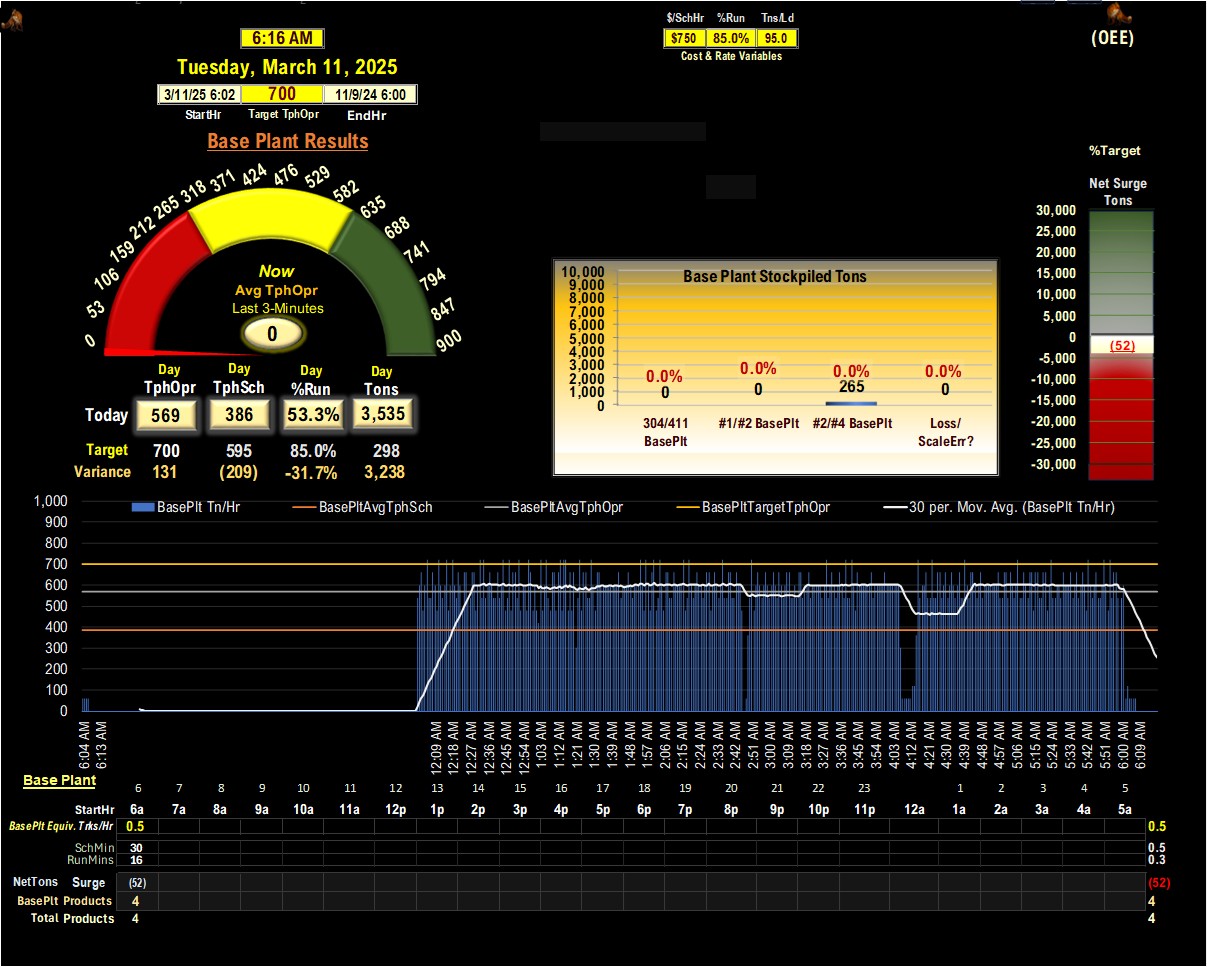 $/SchHr %Run Tns/Ld
6:16 AM $750 85.0% 95.0 (OEE)
Cost & Rate Variables
Tuesday, March 11, 2025
3/11/25 6:02 700 11/9/24 6:00
StartHr Target TphOpr EndHr
Base Plant Results
%Target
Net Surge
Tons
0 53 106 159 212 265 318 371 424 476 529 582 635 688 741 794 847 900
Now
Avg TphOpr
Last 3-Minutes
0
30,000
25,000
20,000
15,000
10,000
5,000
0
(52)
-5,000
-10,000
-15,000
-20,000
-25,000
-30,000
Base Plant Stockpiled Tons
10,000
9,000
8,000
7,000
6,000
5,000
4,000
3,000
2,000
1,000
0
0.0% 0.0% 0.0% 0.0%
0 0 265 0
304/411 #1/#2 BasePlt #2/#4 BasePlt Loss/
BasePlt ScaleErr?
Day Day Day Day
TphOpr TphSch %Run Tons
Today 569 386 53.3% 3,535
Target 700 595 85.0% 298
Variance 131 (209) -31.7% 3,238
BasePlt Tn/Hr BasePltAvgTphSch BasePltAvgTphOpr BasePltTargetTphOpr 30 per. Mov. Avg. (BasePlt Tn/Hr)
1,000
900
800
700
600
500
400
300
200
100
0
6:04 AM 6:13 AM 12:09 AM 12:18 AM 12:27 AM 12:36 AM 12:45 AM 12:54 AM 1:03 AM 1:12 AM 1:21 AM 1:30 AM 1:39 AM 1:48 AM 1:57 AM 2:06 AM 2:15 AM 2:24 AM 2:33 AM 2:42 AM 2:51 AM 3:00 AM 3:09 AM 3:18 AM 3:27 AM 3:36 AM 3:45 AM 3:54 AM 4:03 AM 4:12 AM 4:21 AM 4:30 AM 4:39 AM 4:48 AM 4:57 AM 5:06 AM 5:15 AM 5:24 AM 5:33 AM 5:42 AM 5:51 AM 6:00 AM 6:09 AM
Base Plant
6 7 8 9 10 11 12 13 14 15 16 17 18 19 20 21 22 23 1 2 3 4 5
StartHr 6a 7a 8a 9a 10a 11a 12p 1p 2p 3p 4p 5p 6p 7p 8p 9p 10p 11p 12a 1a 2a 3a 4a 5a
BasePlt Equiv. Trks/Hr 0.5 0.5
SchMin 30 0.5
RunMins 16 0.3
NetTons Surge (52) (52)
BasePlt Products 4 4
Total Products 4 4